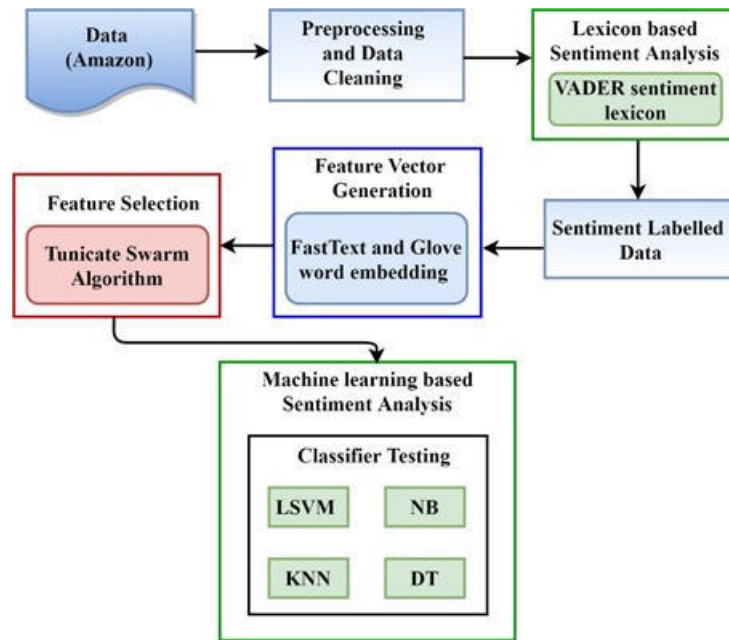 Data
(Amazon)
Preprocessing
and Data
Cleaning
Lexicon based
Sentiment Analysis
VADER sentiment
lexicon
Feature Selection
Tunicate Swarm
Algorithm
Feature Vector
Generation
FastText and Glove
word embedding
Sentiment Labelled
Data
Machine learning based
Sentiment Analysis
Classifier Testing
LSVM
NB
KNN
DT